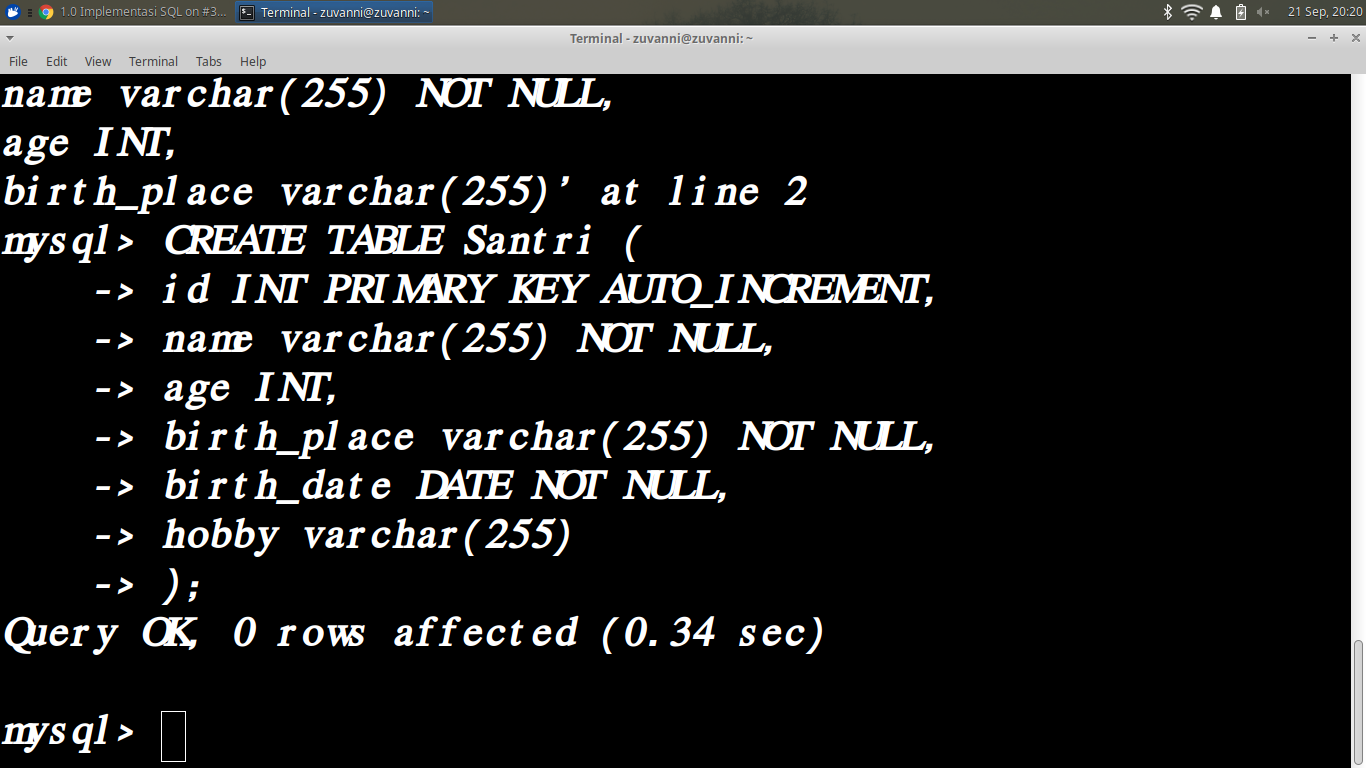 1.0 Implementasi SQL on #3...
Terminal - zuvanni@zuvanni: ~
21 Sep, 20:20
Terminal - zuvanni@zuvanni: ~
File Edit View Terminal Tabs Help
name varchar(255) NOT NULL,
age INT,
birth_place varchar(255)' at line 2
mysql> CREATE TABLE Santri (
-> id INT PRIMARY KEY AUTO_INCREMENT,
-> name varchar(255) NOT NULL,
-> age INT,
-> birth_place varchar(255) NOT NULL,
-> birth_date DATE NOT NULL,
-> hobby varchar(255)
-> );
Query OK, 0 rows affected (0.34 sec)
mysql>